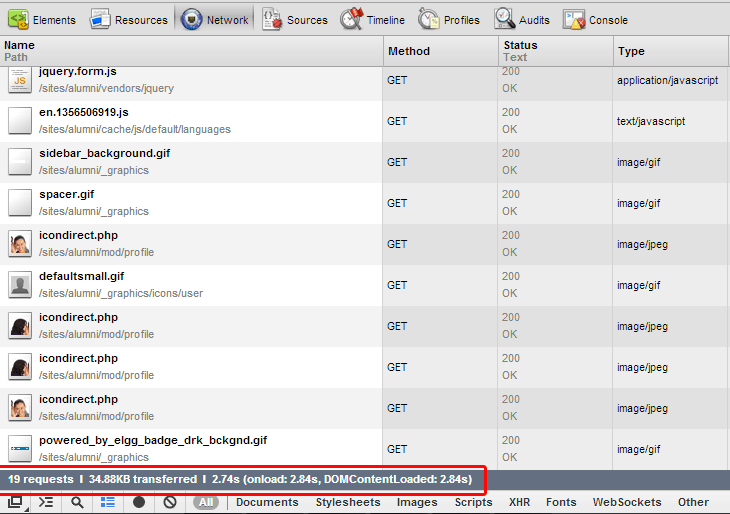 Elements Resources Network Sources Timeline Profiles Audits Console
Name Method Status Type
Path Text
jquery.form.js 200
JS GET application/javascript
/sites/alumni/vendors/jquery OK
en.1356506919.js 200
GET text/javascript
/sites/alumni/cache/js/default/languages OK
sidebar_background.gif 200
GET image/gif
/sites/alumni/_graphics OK
spacer.gif 200
GET image/gif
/sites/alumni/_graphics OK
icondirect.php 200
GET image/jpeg
/sites/alumni/mod/profile OK
defaultsmall.gif 200
GET image/gif
/sites/alumni/_graphics/icons/user OK
icondirect.php 200
GET image/jpeg
/sites/alumni/mod/profile OK
icondirect.php 200
GET image/jpeg
/sites/alumni/mod/profile OK
icondirect.php 200
GET image/jpeg
/sites/alumni/mod/profile OK
powered_by_elgg_badge_drk_bckgnd.gif 200
GET image/gif
/sites/alumni/_graphics OK
19 requests I 34.88KB transferred I 2.74s (onload: 2.84s, DOMContentLoaded: 2.84s)
All Documents Stylesheets Images Scripts XHR Fonts WebSockets Other